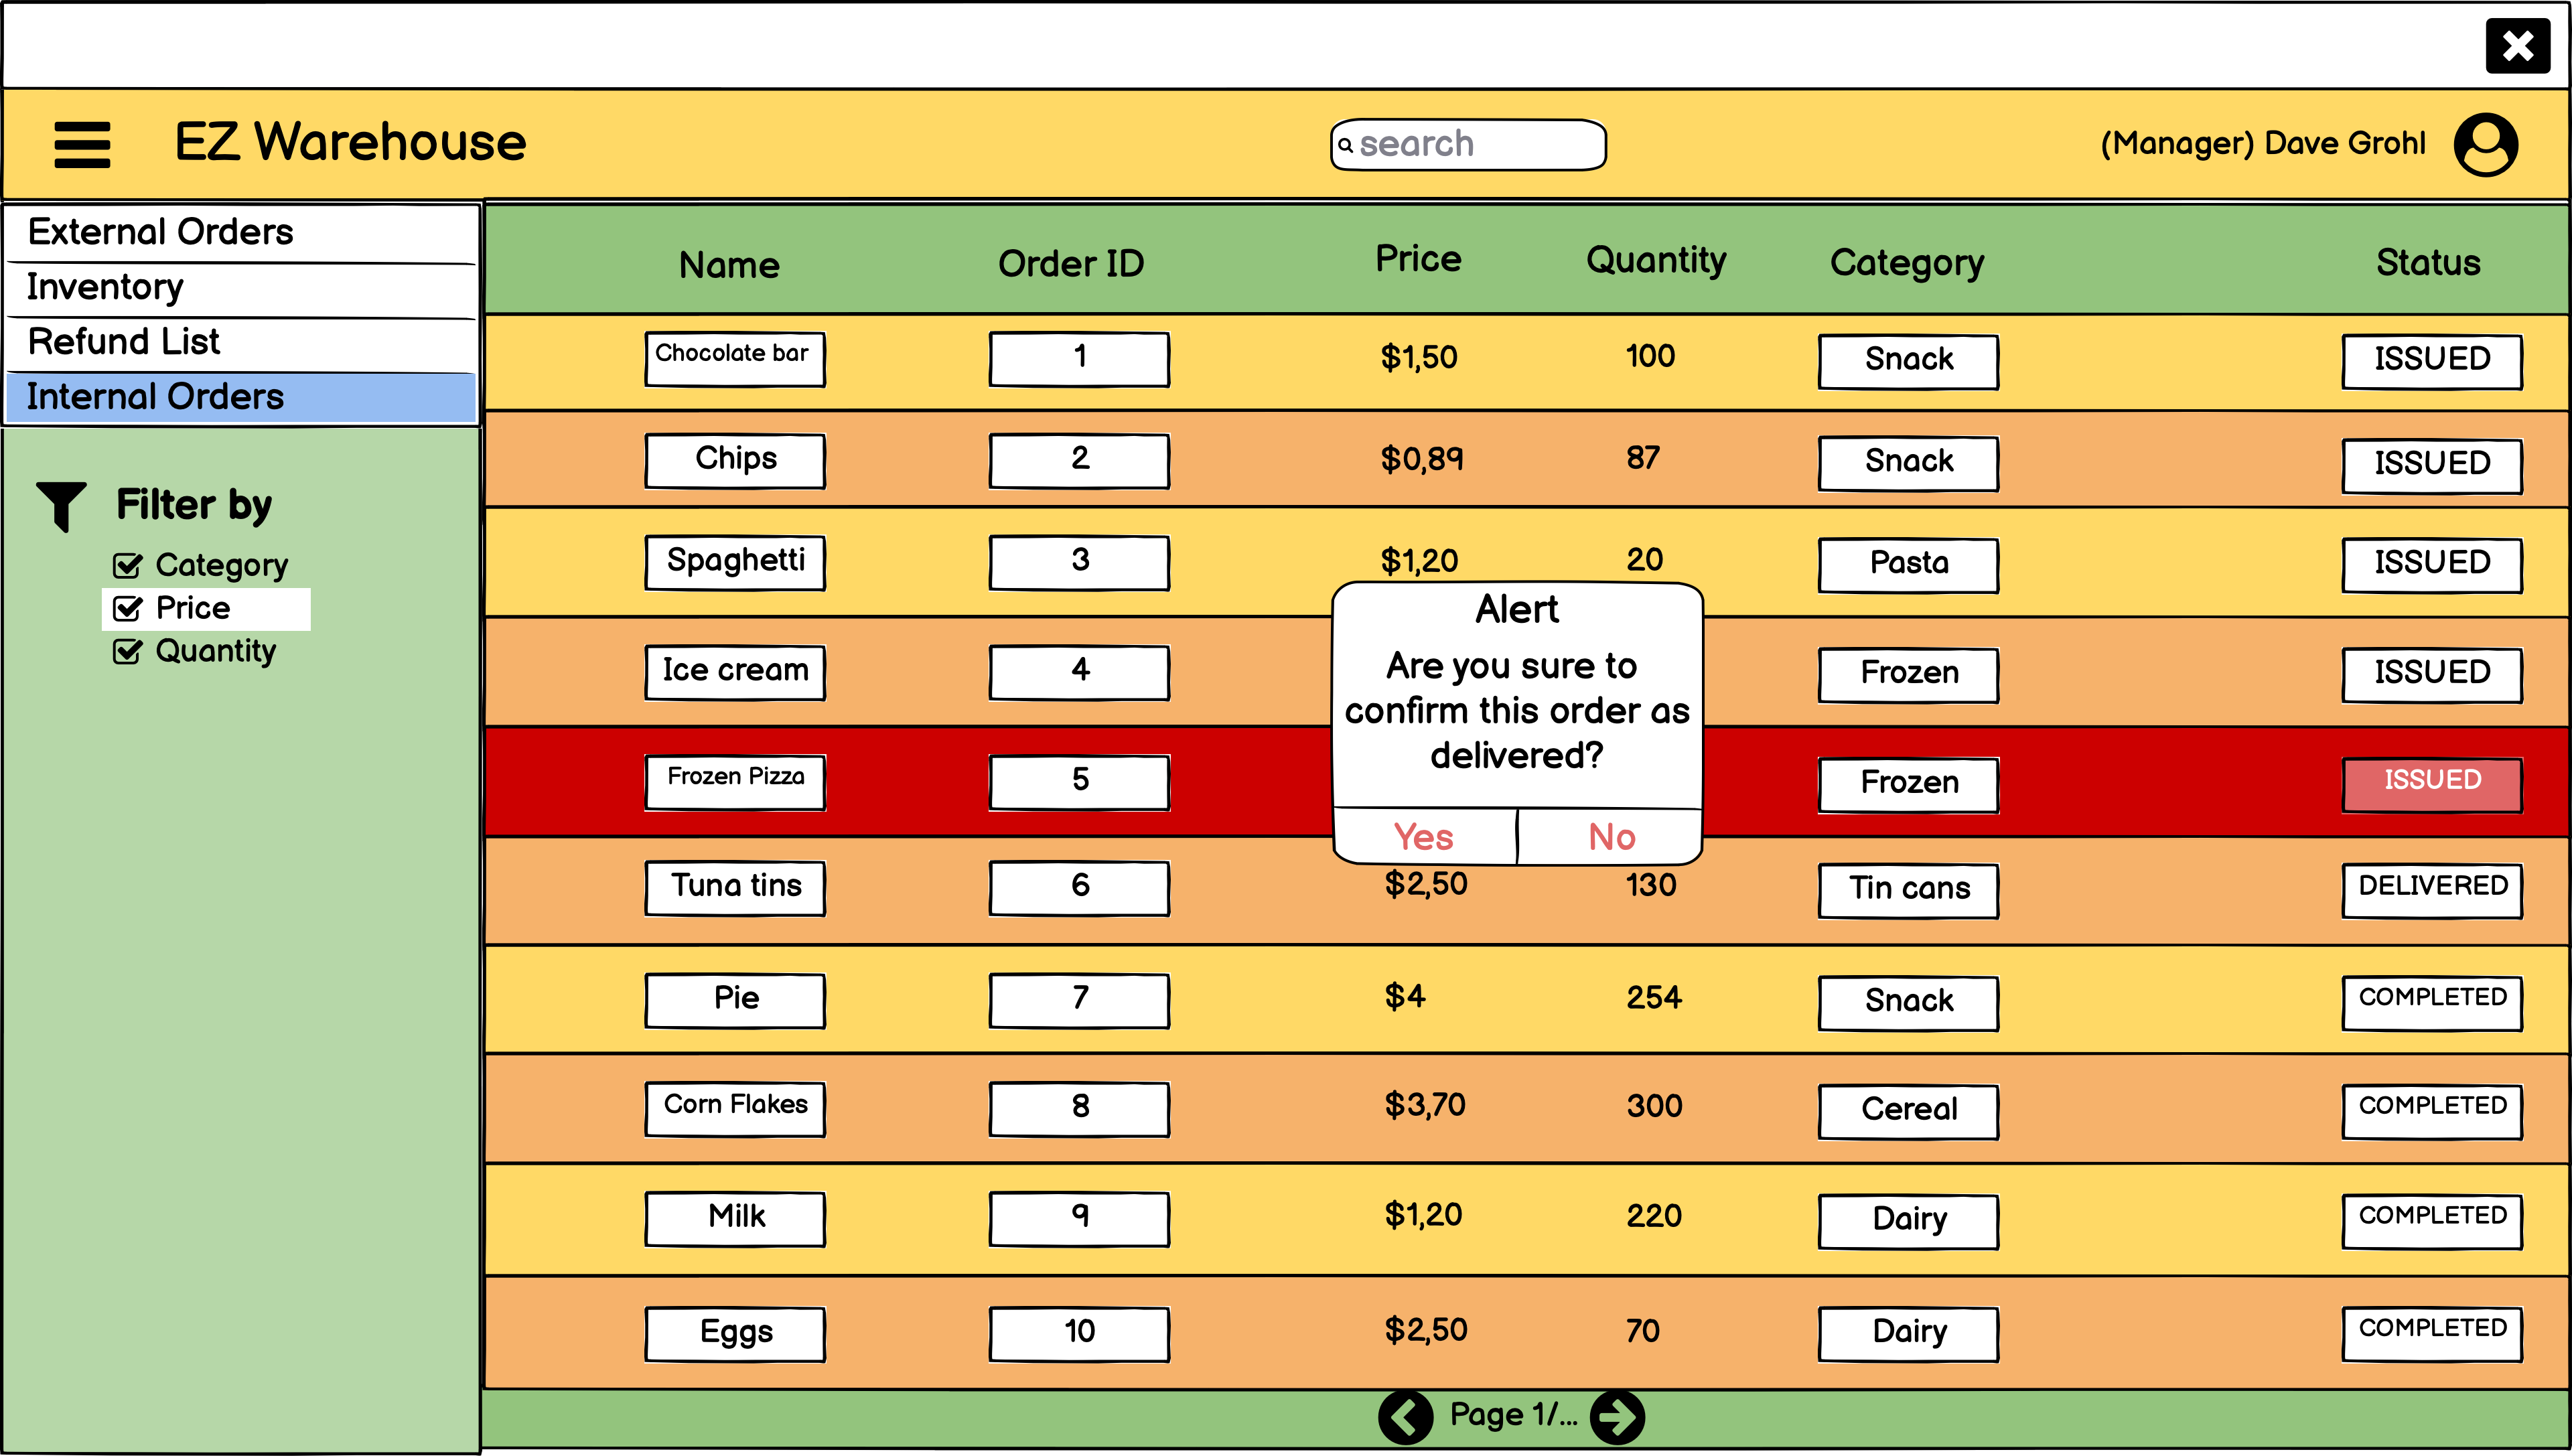 EZ Warehouse
search
(Manager) Dave Grohl
External Orders
Inventory
Refund List
Internal Orders
Filter by
Category
Price
Quantity
Name Order ID Price Quantity Category Status
Chocolate bar 1 $1,50 100 Snack ISSUED
Chips 2 $0,89 87 Snack ISSUED
Spaghetti 3 $1,20 20 Pasta ISSUED
Ice cream 4 Frozen ISSUED
Frozen Pizza 5 Frozen ISSUED
Alert
Are you sure to
confirm this order as
delivered?
Yes No
Tuna tins 6 $2,50 130 Tin cans DELIVERED
Pie 7 $4 254 Snack COMPLETED
Corn Flakes 8 $3,70 300 Cereal COMPLETED
Milk 9 $1,20 220 Dairy COMPLETED
Eggs 10 $2,50 70 Dairy COMPLETED
Page 1/...